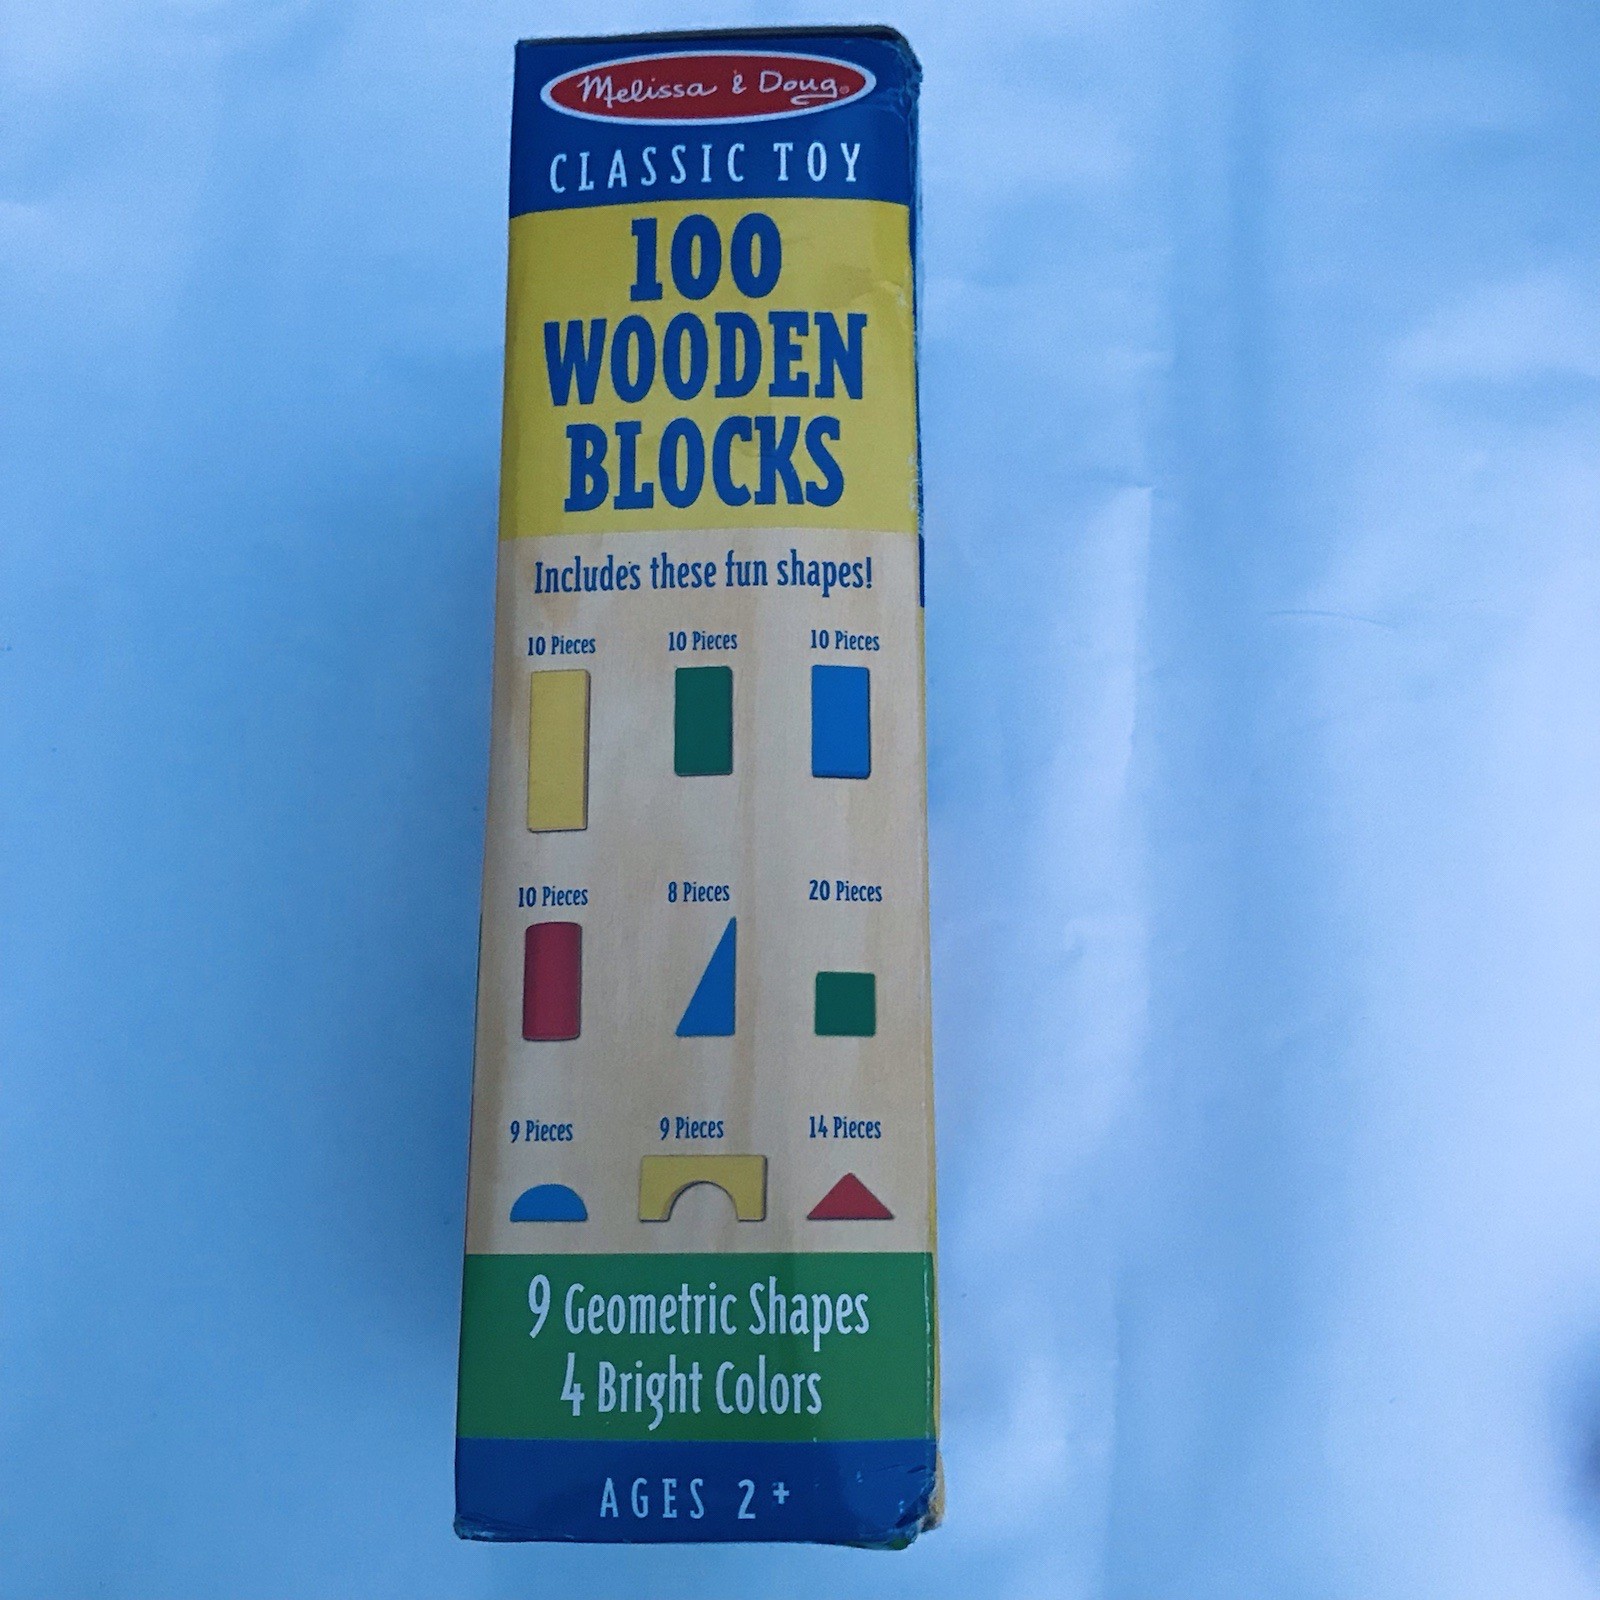 Melissa & Doug®
CLASSIC TOY
100
WOODEN
BLOCKS
Includes these fun shapes!
10 Pieces 10 Pieces 10 Pieces
10 Pieces 8 Pieces 20 Pieces
9 Pieces 9 Pieces 14 Pieces
9 Geometric Shapes
4 Bright Colors
AGES 2+